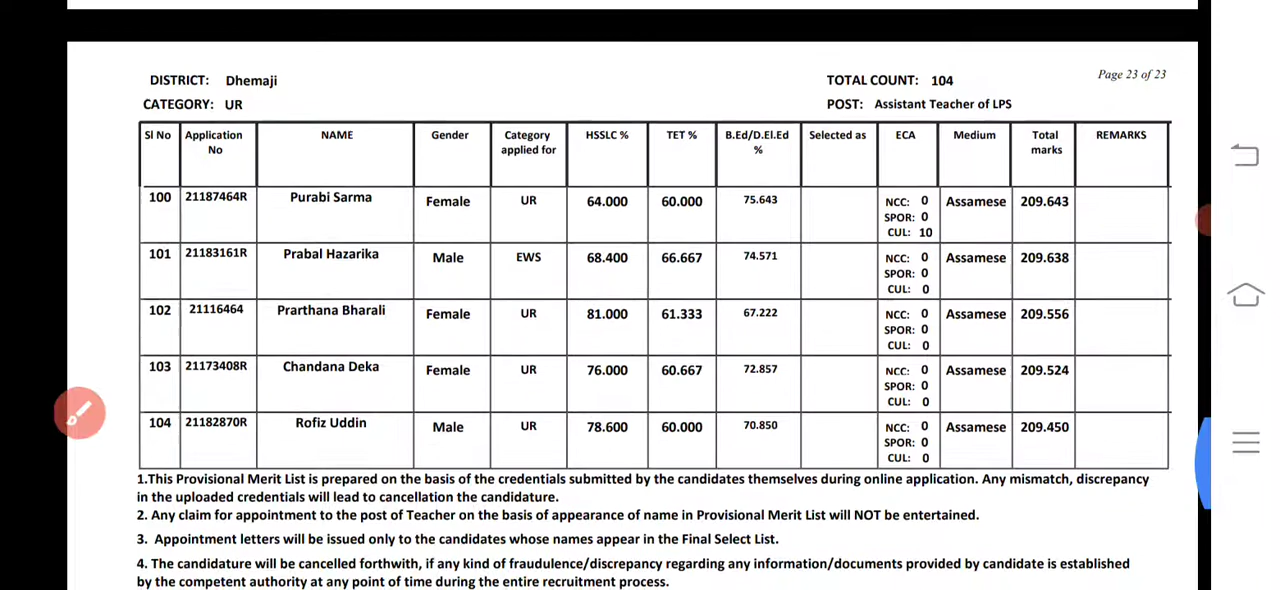 Page 23 of 23
DISTRICT: Dhemaji TOTAL COUNT: 104
CATEGORY: UR POST: Assistant Teacher of LPS
Sl No Application No NAME Gender Category applied for HSSLC % TET % B.Ed/D.El.Ed % Selected as ECA Medium Total marks REMARKS
100 21187464R Purabi Sarma Female UR 64.000 60.000 75.643 NCC: 0 Assamese 209.643
SPOR: 0
CUL: 10
101 21183161R Prabal Hazarika Male EWS 68.400 66.667 74.571 NCC: 0 Assamese 209.638
SPOR: 0
CUL: 0
102 21116464 Prarthana Bharali Female UR 81.000 61.333 67.222 NCC: 0 Assamese 209.556
SPOR: 0
CUL: 0
103 21173408R Chandana Deka Female UR 76.000 60.667 72.857 NCC: 0 Assamese 209.524
SPOR: 0
CUL: 0
104 21182870R Rofiz Uddin Male UR 78.600 60.000 70.850 NCC: 0 Assamese 209.450
SPOR: 0
CUL: 0
1.This Provisional Merit List is prepared on the basis of the credentials submitted by the candidates themselves during online application. Any mismatch, discrepancy
in the uploaded credentials will lead to cancellation the candidature.
2. Any claim for appointment to the post of Teacher on the basis of appearance of name in Provisional Merit List will NOT be entertained.
3. Appointment letters will be issued only to the candidates whose names appear in the Final Select List.
4. The candidature will be cancelled forthwith, if any kind of fraudulence/discrepancy regarding any information/documents provided by candidate is established
by the competent authority at any point of time during the entire recruitment process.